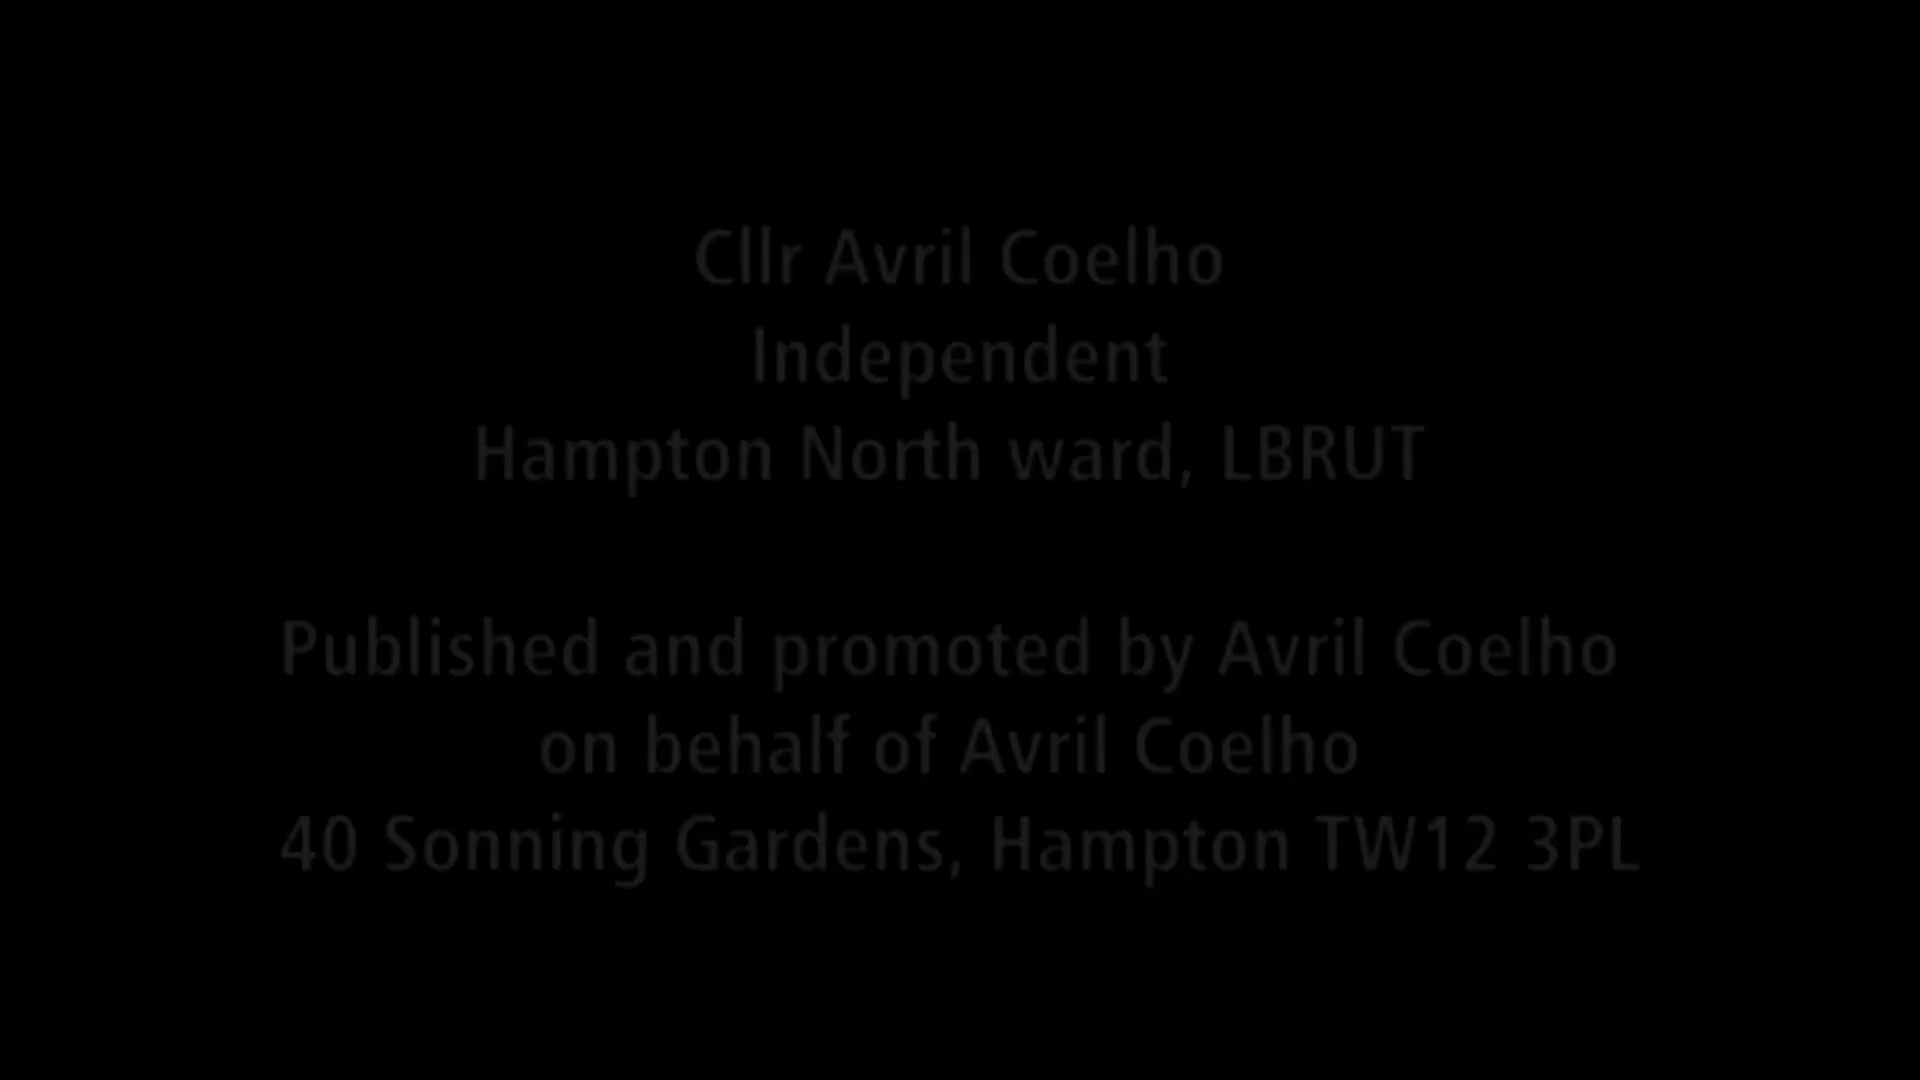 Cllr Avril Coelho
Independent
Hampton North ward, LBRUT
Published and promoted by Avril Coelho
on behalf of Avril Coelho
40 Sonning Gardens, Hampton TW12 3PL